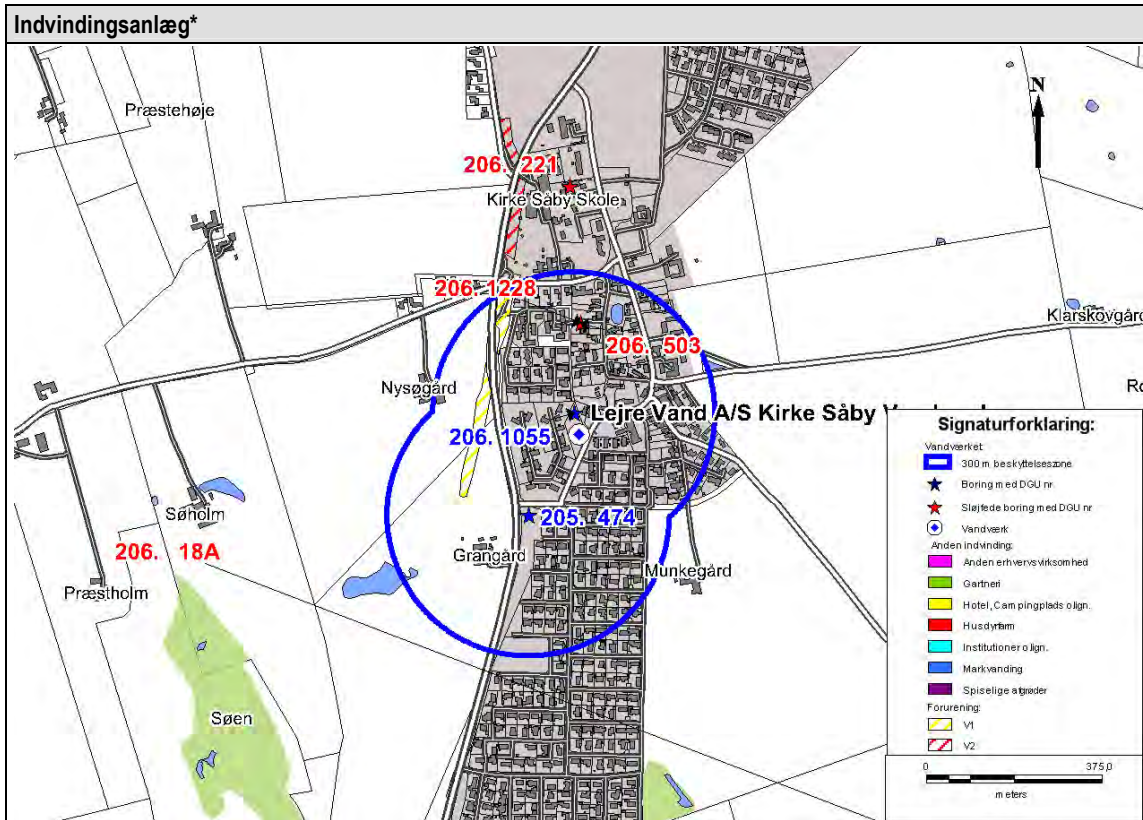 Indvindingsanlæg*
Præstehøje
N
206. 221
Kirke Såby Skole
206. 1228
Klarskovgård
206. 503
Nysøgård
Lejre Vand A/S Kirke Såby V
206. 1055
205. 474
Søholm
Grangård
206. 18A
Munkegård
Præstholm
Søen
Signaturforklaring:
Vandværket
300 m beskyttelseszone
Boring med DGU nr
Sløjfede boring med DGU nr
Vandværk
Anden indvinding:
Anden erhvervsvirksomhed
Gartneri
Hotel, Campingplads olign.
Husdyrfarm
Institutioner olign.
Markvanding
Spiselige afgrøder
Forurening:
V1
V2
0 375,0
meters